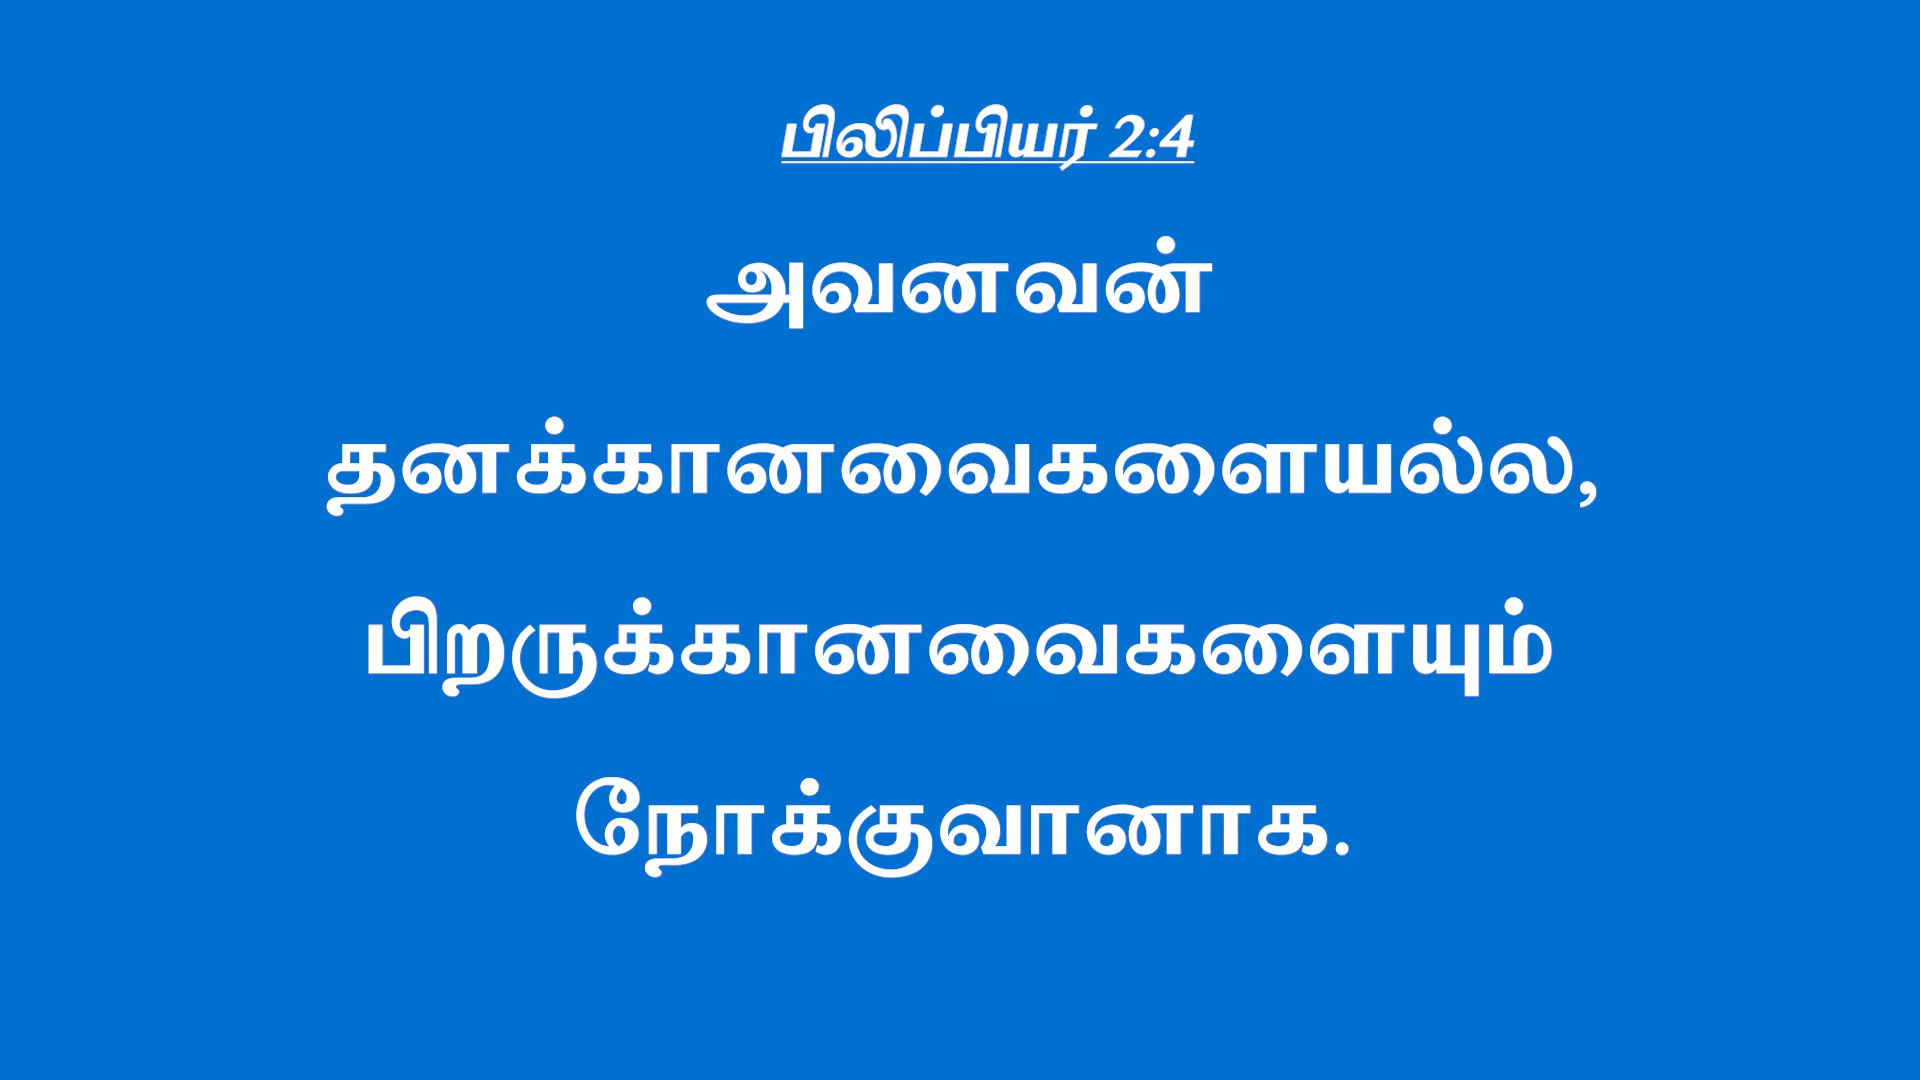 பிலிப்பியர் 2:4
அவனவன்
தனக்கானவைகளையல்ல,
பிறருக்கானவைகளையும்
நோக்குவானாக.